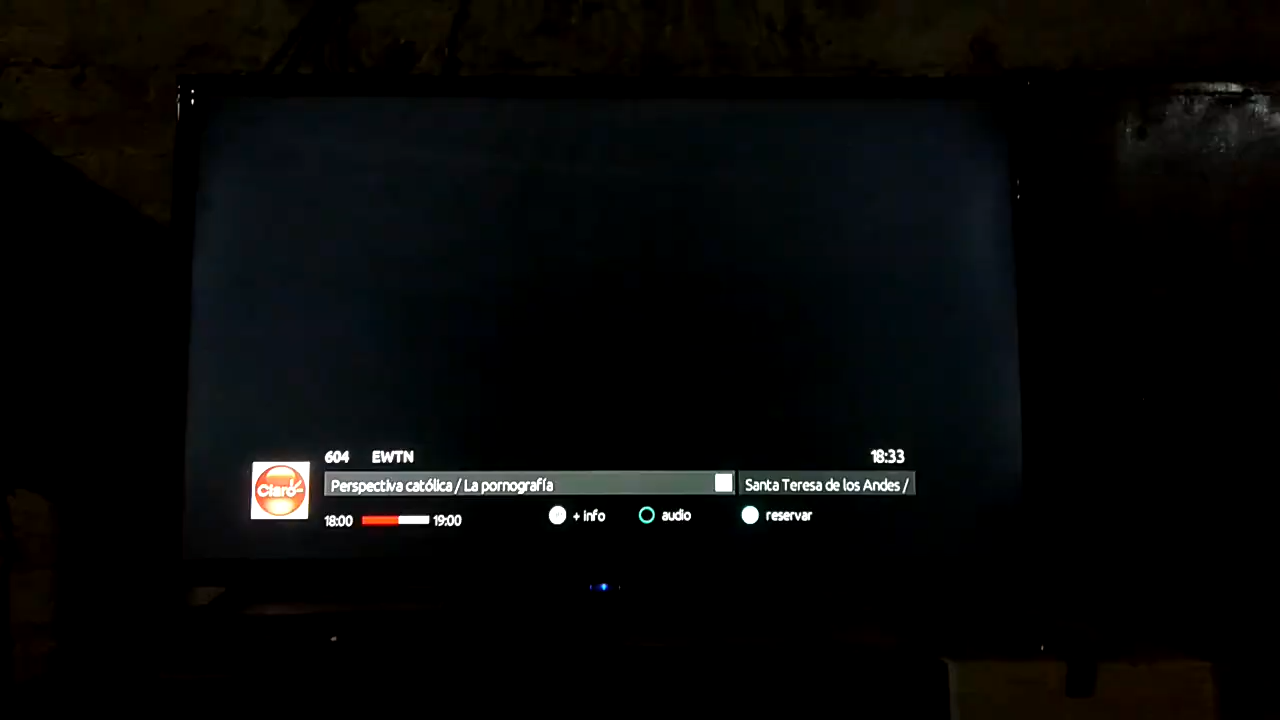 604 EWTN 18:33
Perspectiva católica / La pornografía Santa Teresa de los Andes /
Claro
18:00 19:00 + info audio reservar